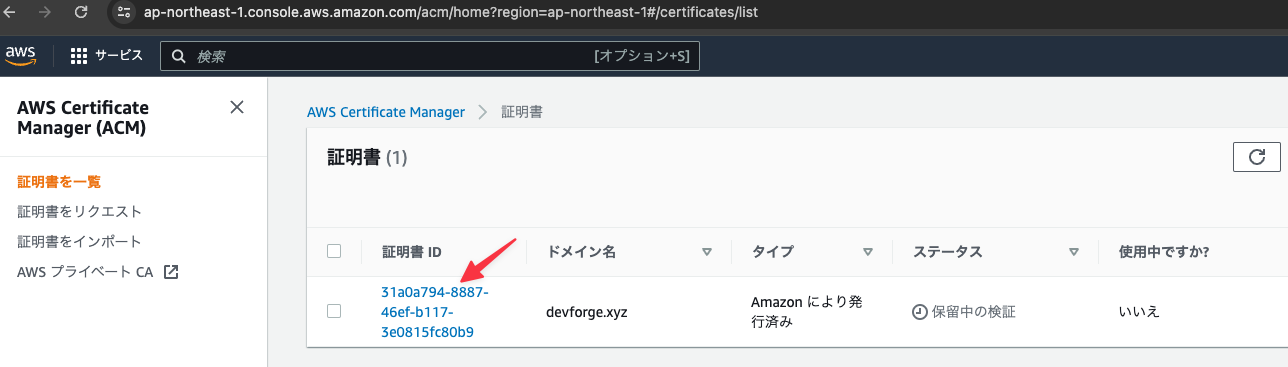 ap-northeast-1.console.aws.amazon.com/acm/home?region=ap-northeast-1#/certificates/list
aws
サービス
検索
[オプション+S]
AWS Certificate
Manager (ACM)
証明書を一覧
証明書をリクエスト
証明書をインポート
AWS プライベート CA
AWS Certificate Manager
証明書
証明書 (1)
証明書 ID
ドメイン名
タイプ
ステータス
使用中ですか?
31a0a794-8887-
46ef-b117-
3e0815fc80b9
devforge.xyz
Amazon により発
行済み
保留中の検証
いいえ